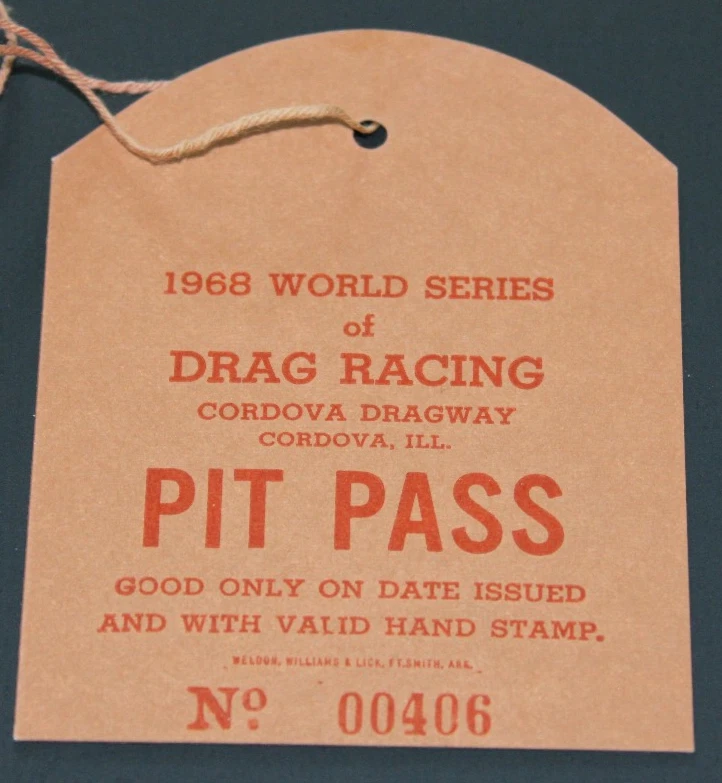 1968 WORLD SERIES
of
DRAG RACING
CORDOVA DRAGWAY
CORDOVA, ILL.
PIT PASS
GOOD ONLY ON DATE ISSUED
AND WITH VALID HAND STAMP.
WELDON, WILLIAMS & LICK, FT. SMITH, ARK.
Nº 00406